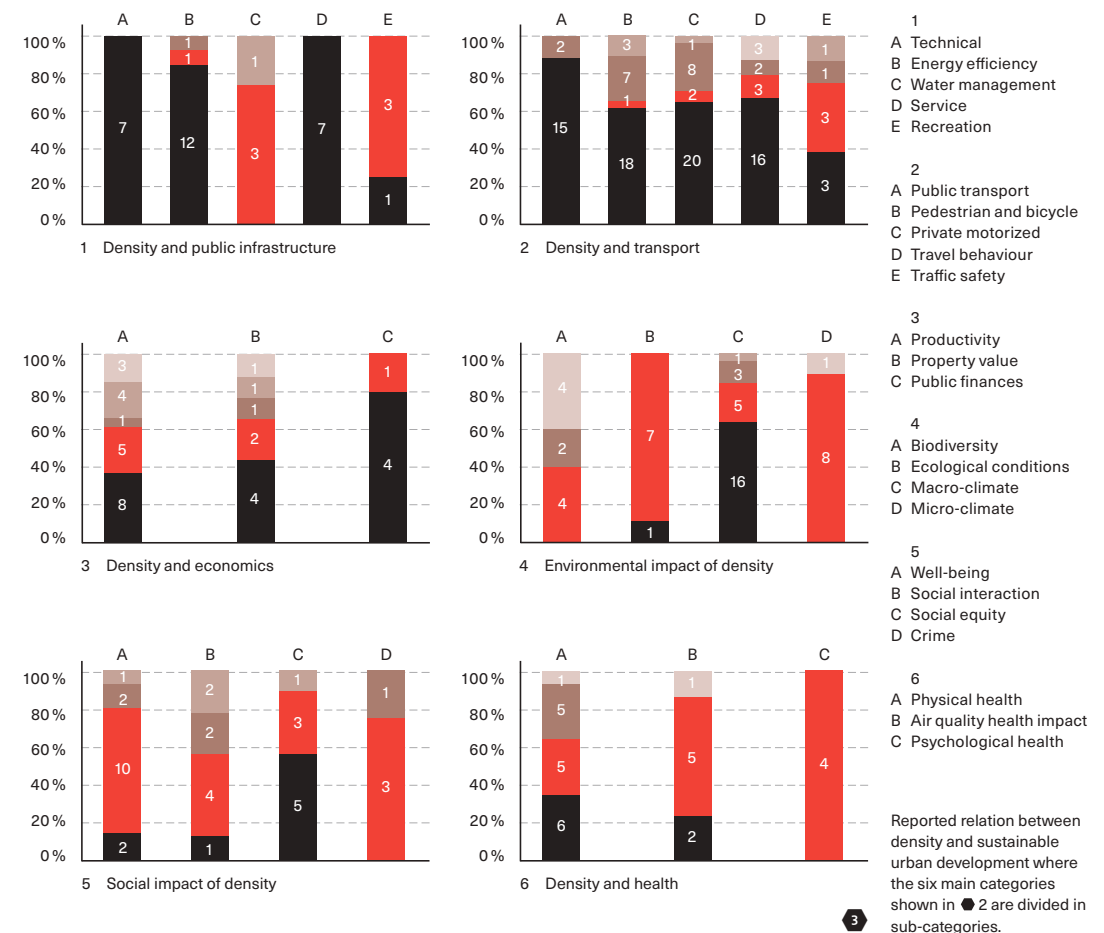 A B C D E
100 %
80 %
60 %
40 %
20 %
0 %
7
1
1
12
1
3
7
3
1
1 Density and public infrastructure
A B C D E
100 %
80 %
60 %
40 %
20 %
0 %
2
15
3
7
1
18
1
8
2
20
3
2
3
16
1
1
3
3
2 Density and transport
A B C
100 %
80 %
60 %
40 %
20 %
0 %
3
4
1
5
8
1
1
1
2
4
1
4
3 Density and economics
A B C D
100 %
80 %
60 %
40 %
20 %
0 %
4
2
4
7
1
1
3
5
16
1
8
4 Environmental impact of density
A B C D
100 %
80 %
60 %
40 %
20 %
0 %
1
2
10
2
2
2
4
1
1
3
5
1
3
5 Social impact of density
A B C
100 %
80 %
60 %
40 %
20 %
0 %
1
5
5
6
1
5
2
4
6 Density and health
1
A Technical
B Energy efficiency
C Water management
D Service
E Recreation
2
A Public transport
B Pedestrian and bicycle
C Private motorized
D Travel behaviour
E Traffic safety
3
A Productivity
B Property value
C Public finances
4
A Biodiversity
B Ecological conditions
C Macro-climate
D Micro-climate
5
A Well-being
B Social interaction
C Social equity
D Crime
6
A Physical health
B Air quality health impact
C Psychological health
3
Reported relation between
density and sustainable
urban development where
the six main categories
shown in ⬣ 2 are divided in
sub-categories.